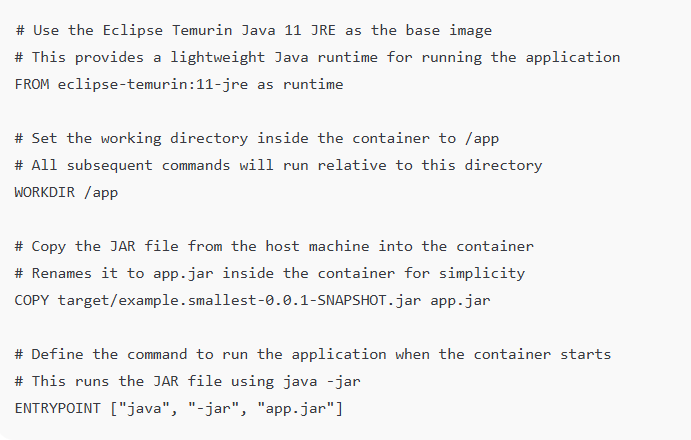 # Use the Eclipse Temurin Java 11 JRE as the base image
# This provides a lightweight Java runtime for running the application
FROM eclipse-temurin:11-jre as runtime
# Set the working directory inside the container to /app
# All subsequent commands will run relative to this directory
WORKDIR /app
# Copy the JAR file from the host machine into the container
# Renames it to app.jar inside the container for simplicity
COPY target/example.smallest-0.0.1-SNAPSHOT.jar app.jar
# Define the command to run the application when the container starts
# This runs the JAR file using java -jar
ENTRYPOINT ["java", "-jar", "app.jar"]